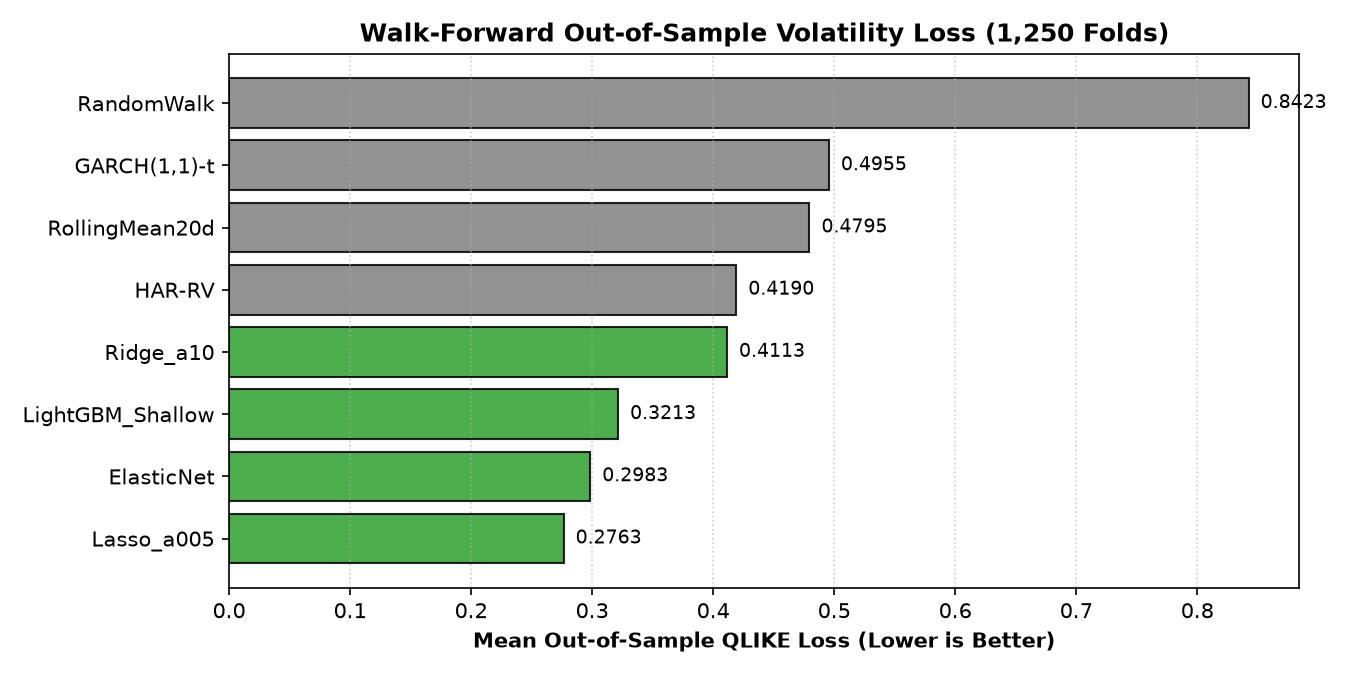 Walk-Forward Out-of-Sample Volatility Loss (1,250 Folds)
RandomWalk 0.8423
GARCH(1,1)-t 0.4955
RollingMean20d 0.4795
HAR-RV 0.4190
Ridge_a10 0.4113
LightGBM_Shallow 0.3213
ElasticNet 0.2983
Lasso_a005 0.2763
0.0 0.1 0.2 0.3 0.4 0.5 0.6 0.7 0.8
Mean Out-of-Sample QLIKE Loss (Lower is Better)